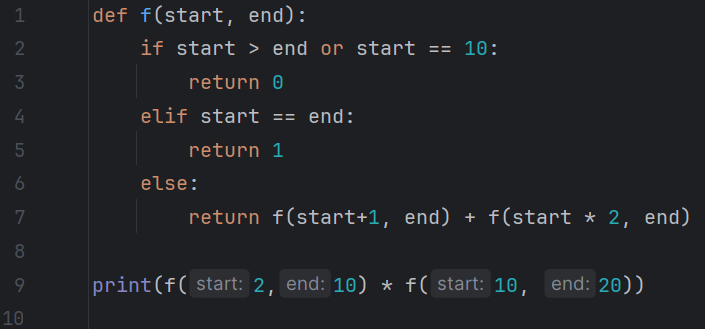 1 def f(start, end):
2 if start > end or start == 10:
3 return 0
4 elif start == end:
5 return 1
6 else:
7 return f(start+1, end) + f(start * 2, end)
8
9 print(f(start: 2, end: 10) * f(start: 10, end: 20))
10